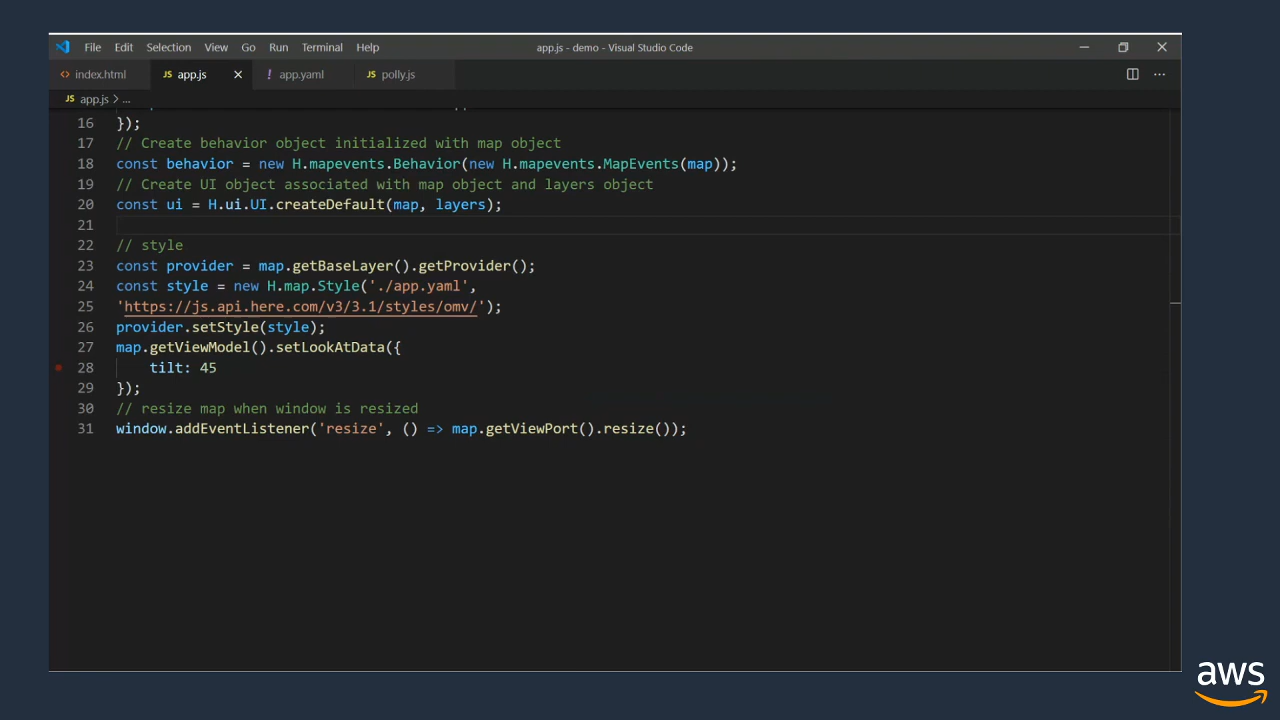 File Edit Selection View Go Run Terminal Help app.js - demo - Visual Studio Code
<> index.html JS app.js × ! app.yaml JS polly.js ...
JS app.js > ...
16 });
17 // Create behavior object initialized with map object
18 const behavior = new H.mapevents.Behavior(new H.mapevents.MapEvents(map));
19 // Create UI object associated with map object and layers object
20 const ui = H.ui.UI.createDefault(map, layers);
21
22 // style
23 const provider = map.getBaseLayer().getProvider();
24 const style = new H.map.Style('./app.yaml',
25 'https://js.api.here.com/v3/3.1/styles/omv/');
26 provider.setStyle(style);
27 map.getViewModel().setLookAtData({
28     tilt: 45
29 });
30 // resize map when window is resized
31 window.addEventListener('resize', () => map.getViewPort().resize());
aws